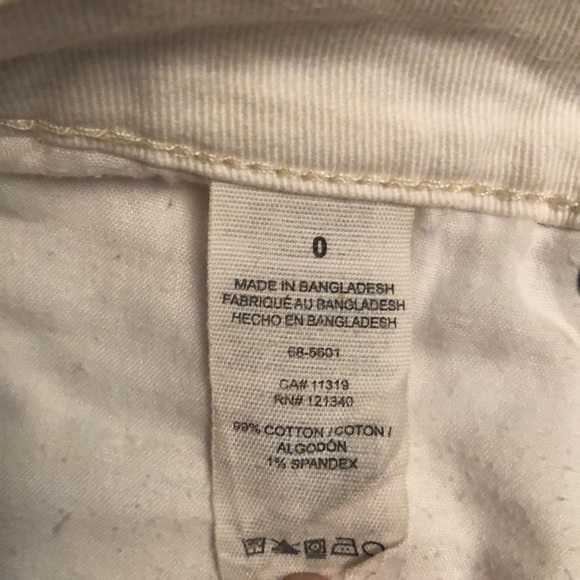 0
MADE IN BANGLADESH
FABRIQUÉ AU BANGLADESH
HECHO EN BANGLADESH
68-5601
CA# 11319
RN# 121340
99% COTTON / COTON /
ALGODÓN
1% SPANDEX